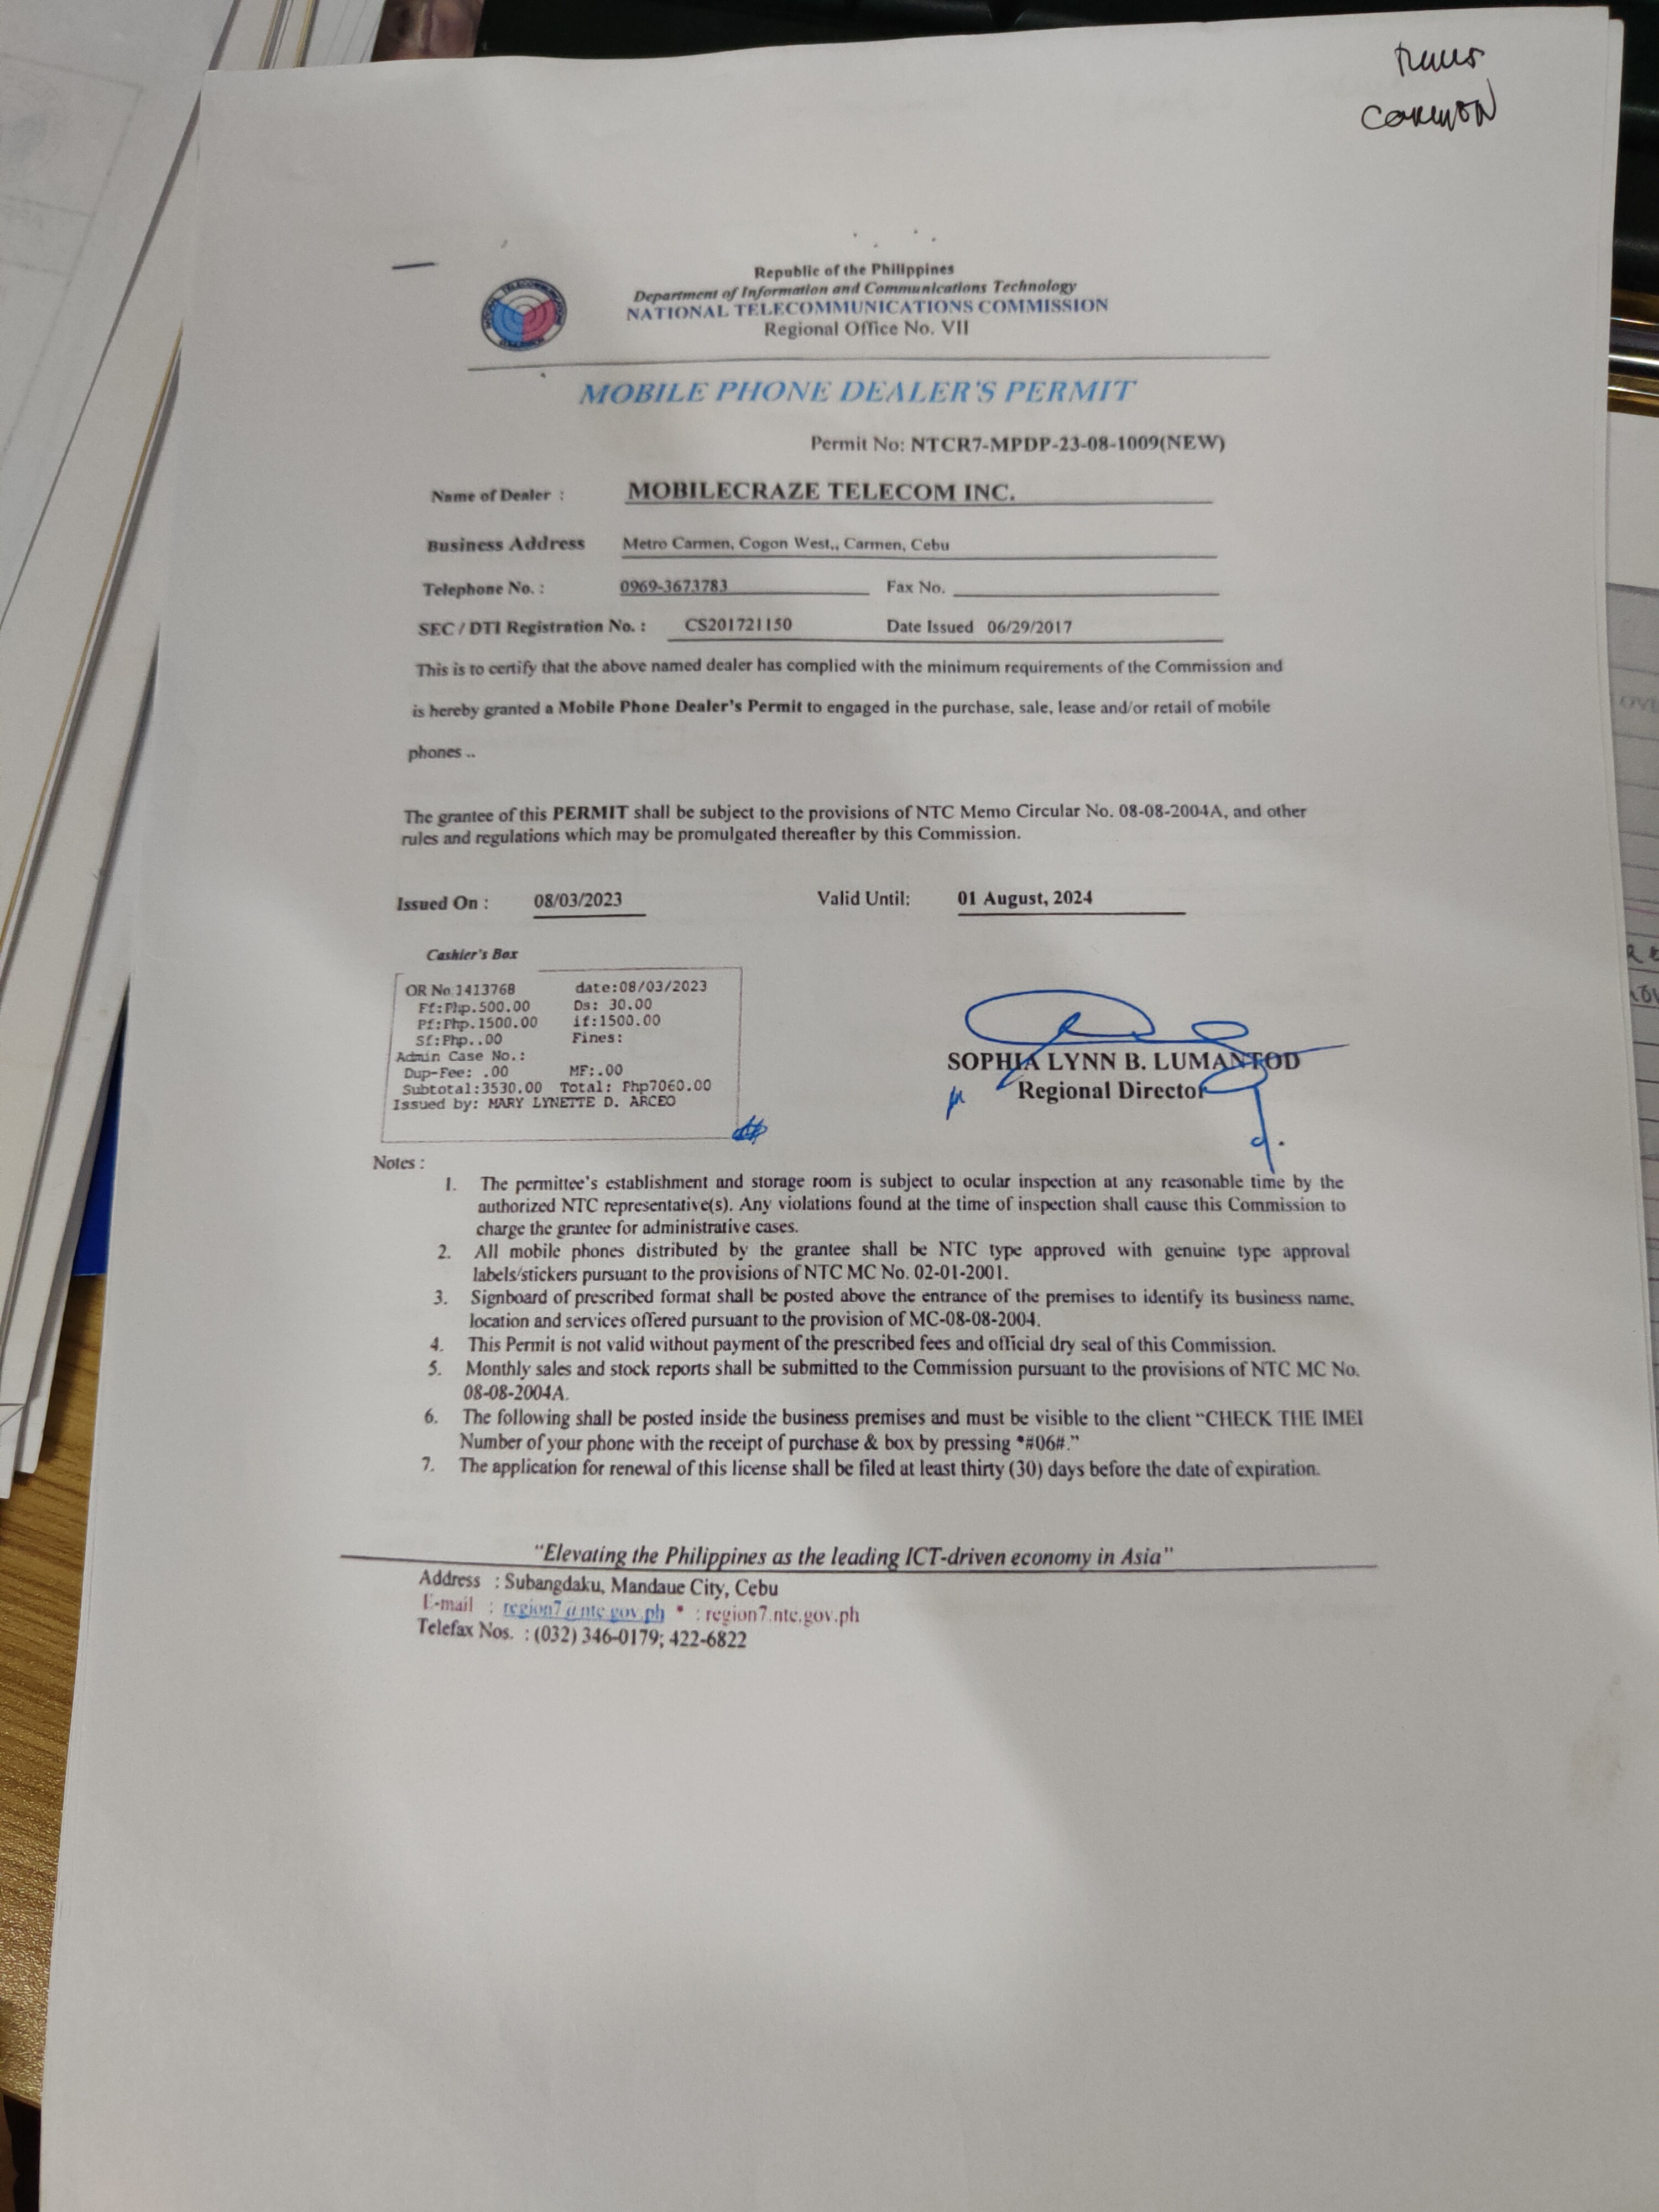 Republic of the Philippines
Department of Information and Communications Technology
NATIONAL TELECOMMUNICATIONS COMMISSION
Regional Office No. VII
MOBILE PHONE DEALER'S PERMIT
Permit No: NTCR7-MPDP-23-08-1009(NEW)
Name of Dealer : MOBILECRAZE TELECOM INC.
Business Address Metro Carmen, Cogon West,, Carmen, Cebu
Telephone No. : 0969-3673783 Fax No.
SEC / DTI Registration No. : CS201721150 Date Issued 06/29/2017
This is to certify that the above named dealer has complied with the minimum requirements of the Commission and
is hereby granted a Mobile Phone Dealer's Permit to engaged in the purchase, sale, lease and/or retail of mobile
phones ..
The grantee of this PERMIT shall be subject to the provisions of NTC Memo Circular No. 08-08-2004A, and other
rules and regulations which may be promulgated thereafter by this Commission.
Issued On : 08/03/2023 Valid Until: 01 August, 2024
Cashier's Box
OR No 1413768 date:08/03/2023
Ff:Php.500.00 Ds: 30.00
Pf:Php.1500.00 if:1500.00
Sf:Php..00 Fines:
Admin Case No.:
Dup-Fee: .00 MF:.00
Subtotal:3530.00 Total: Php7060.00
Issued by: MARY LYNETTE D. ARCEO
SOPHIA LYNN B. LUMANTOD
Regional Director
Notes :
1. The permittee's establishment and storage room is subject to ocular inspection at any reasonable time by the
authorized NTC representative(s). Any violations found at the time of inspection shall cause this Commission to
charge the grantee for administrative cases.
2. All mobile phones distributed by the grantee shall be NTC type approved with genuine type approval
labels/stickers pursuant to the provisions of NTC MC No. 02-01-2001.
3. Signboard of prescribed format shall be posted above the entrance of the premises to identify its business name,
location and services offered pursuant to the provision of MC-08-08-2004.
4. This Permit is not valid without payment of the prescribed fees and official dry seal of this Commission.
5. Monthly sales and stock reports shall be submitted to the Commission pursuant to the provisions of NTC MC No.
08-08-2004A.
6. The following shall be posted inside the business premises and must be visible to the client "CHECK THE IMEI
Number of your phone with the receipt of purchase & box by pressing *#06#."
7. The application for renewal of this license shall be filed at least thirty (30) days before the date of expiration.
"Elevating the Philippines as the leading ICT-driven economy in Asia"
Address : Subangdaku, Mandaue City, Cebu
E-mail : region7@ntc.gov.ph * : region7.ntc.gov.ph
Telefax Nos. : (032) 346-0179; 422-6822